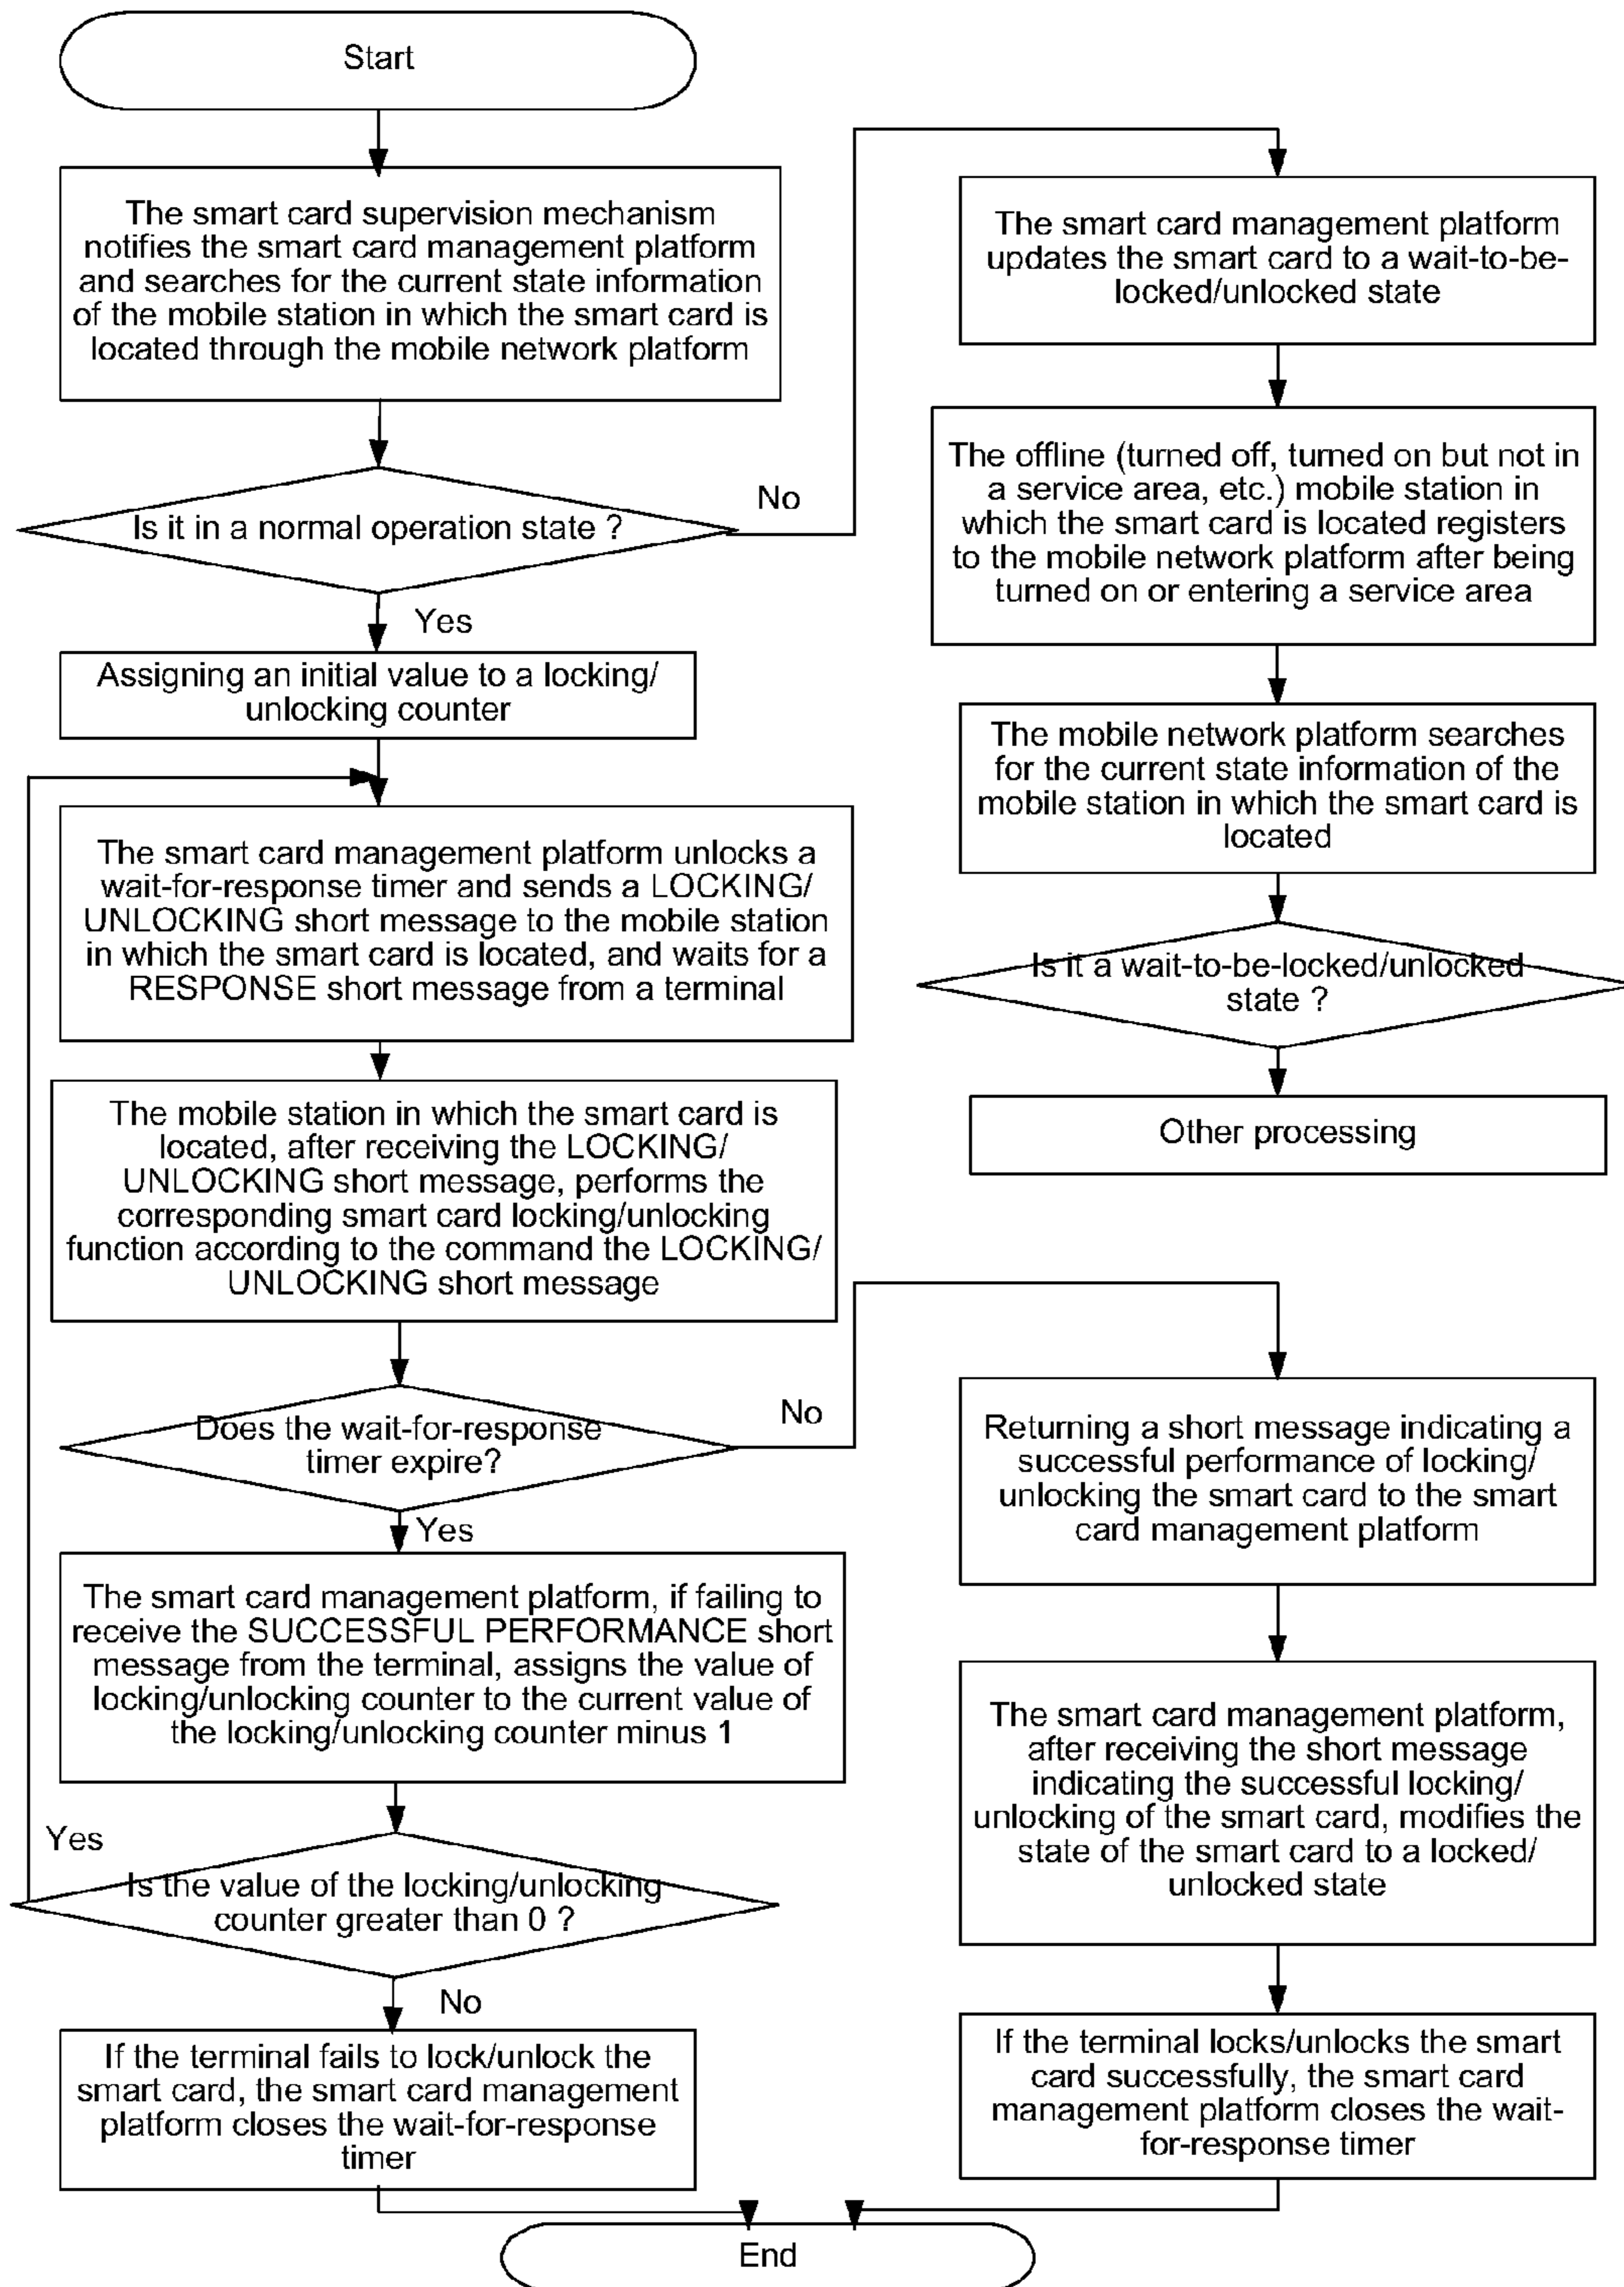 Start
The smart card supervision mechanism
notifies the smart card management platform
and searches for the current state information
of the mobile station in which the smart card is
located through the mobile network platform
Is it in a normal operation state ?
No
Yes
Assigning an initial value to a locking/
unlocking counter
The smart card management platform unlocks a
wait-for-response timer and sends a LOCKING/
UNLOCKING short message to the mobile station
in which the smart card is located, and waits for a
RESPONSE short message from a terminal
The mobile station in which the smart card is
located, after receiving the LOCKING/
UNLOCKING short message, performs the
corresponding smart card locking/unlocking
function according to the command the LOCKING/
UNLOCKING short message
Does the wait-for-response
timer expire?
No
Yes
The smart card management platform, if failing to
receive the SUCCESSFUL PERFORMANCE short
message from the terminal, assigns the value of
locking/unlocking counter to the current value of
the locking/unlocking counter minus 1
Yes
Is the value of the locking/unlocking
counter greater than 0 ?
No
If the terminal fails to lock/unlock the
smart card, the smart card management
platform closes the wait-for-response
timer
The smart card management platform
updates the smart card to a wait-to-be-
locked/unlocked state
The offline (turned off, turned on but not in
a service area, etc.) mobile station in
which the smart card is located registers
to the mobile network platform after being
turned on or entering a service area
The mobile network platform searches
for the current state information of the
mobile station in which the smart card is
located
Is it a wait-to-be-locked/unlocked
state ?
Other processing
Returning a short message indicating a
successful performance of locking/
unlocking the smart card to the smart
card management platform
The smart card management platform,
after receiving the short message
indicating the successful locking/
unlocking of the smart card, modifies the
state of the smart card to a locked/
unlocked state
If the terminal locks/unlocks the smart
card successfully, the smart card
management platform closes the wait-
for-response timer
End